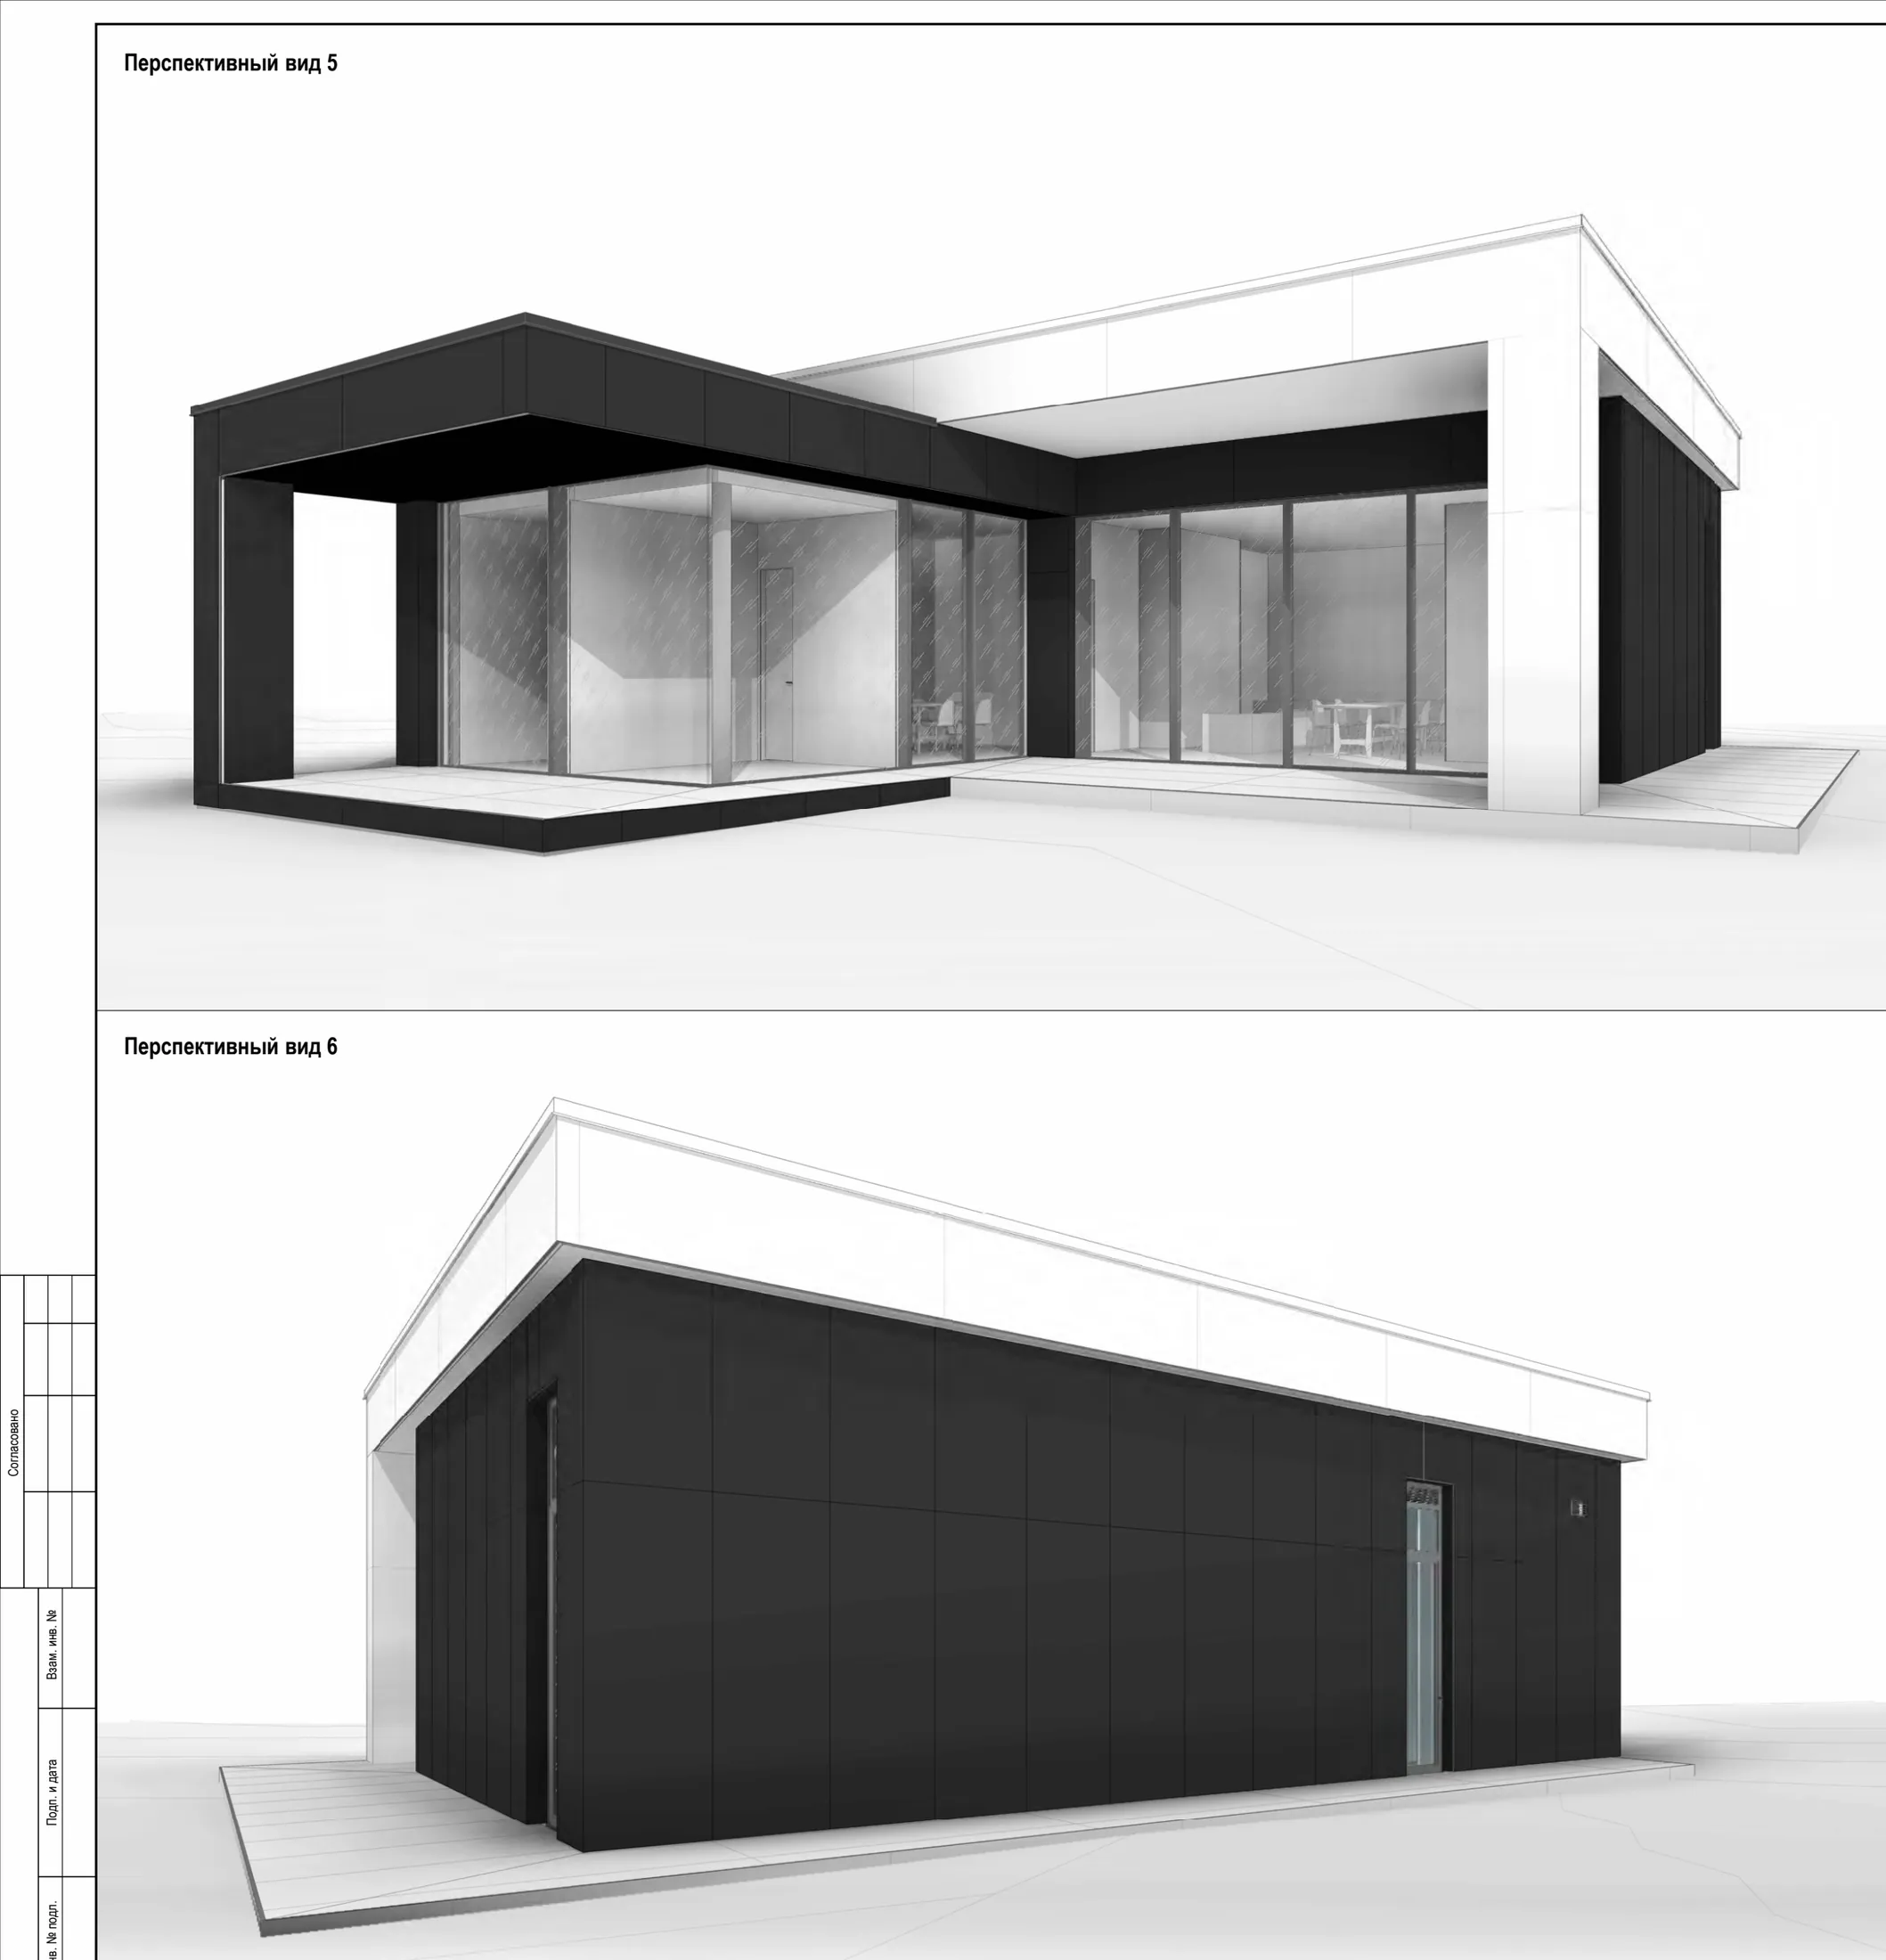 Перспективный вид 5
Перспективный вид 6
Согласовано
Взам. инв. №
Подп. и дата
№ подл.